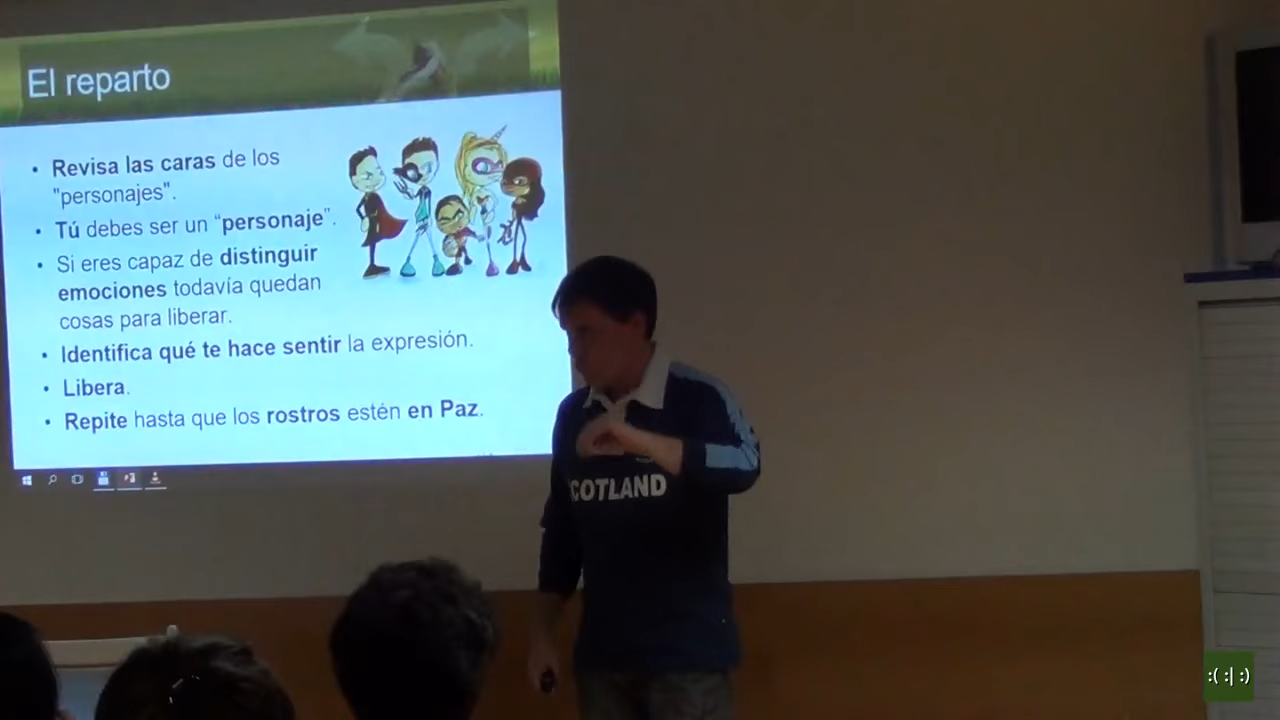 El reparto
• Revisa las caras de los
"personajes".
• Tú debes ser un “personaje”.
• Si eres capaz de distinguir
emociones todavía quedan
cosas para liberar.
• Identifica qué te hace sentir la expresión.
• Libera.
• Repite hasta que los rostros estén en Paz.
COTLAND
:( :| :)